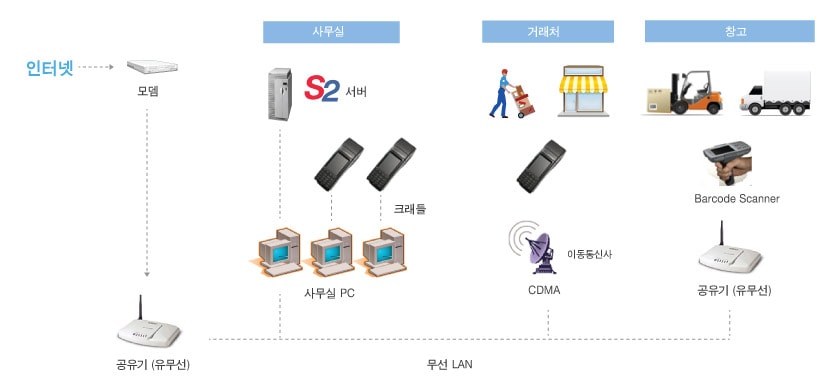 사무실
거래처
창고
인터넷
모뎀
S2 서버
크래들
Barcode Scanner
이동통신사
사무실 PC
CDMA
공유기 (유무선)
공유기 (유무선)
무선 LAN